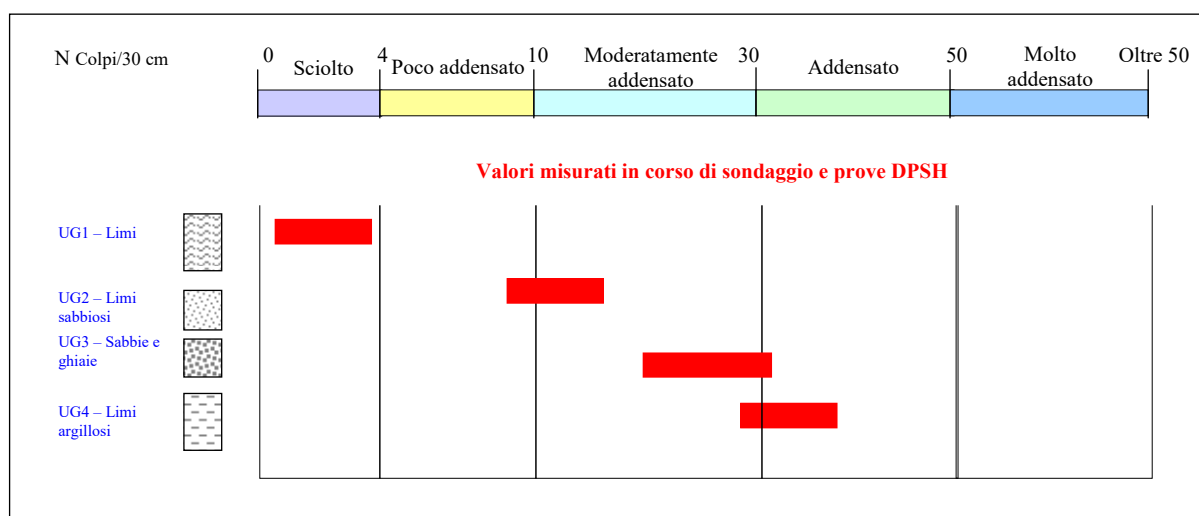 N Colpi/30 cm
0 4 10 30 50 Oltre 50
Sciolto
Poco addensato
Moderatamente
addensato
Addensato
Molto
addensato
Valori misurati in corso di sondaggio e prove DPSH
UG1 – Limi
UG2 – Limi
sabbiosi
UG3 – Sabbie e
ghiaie
UG4 – Limi
argillosi